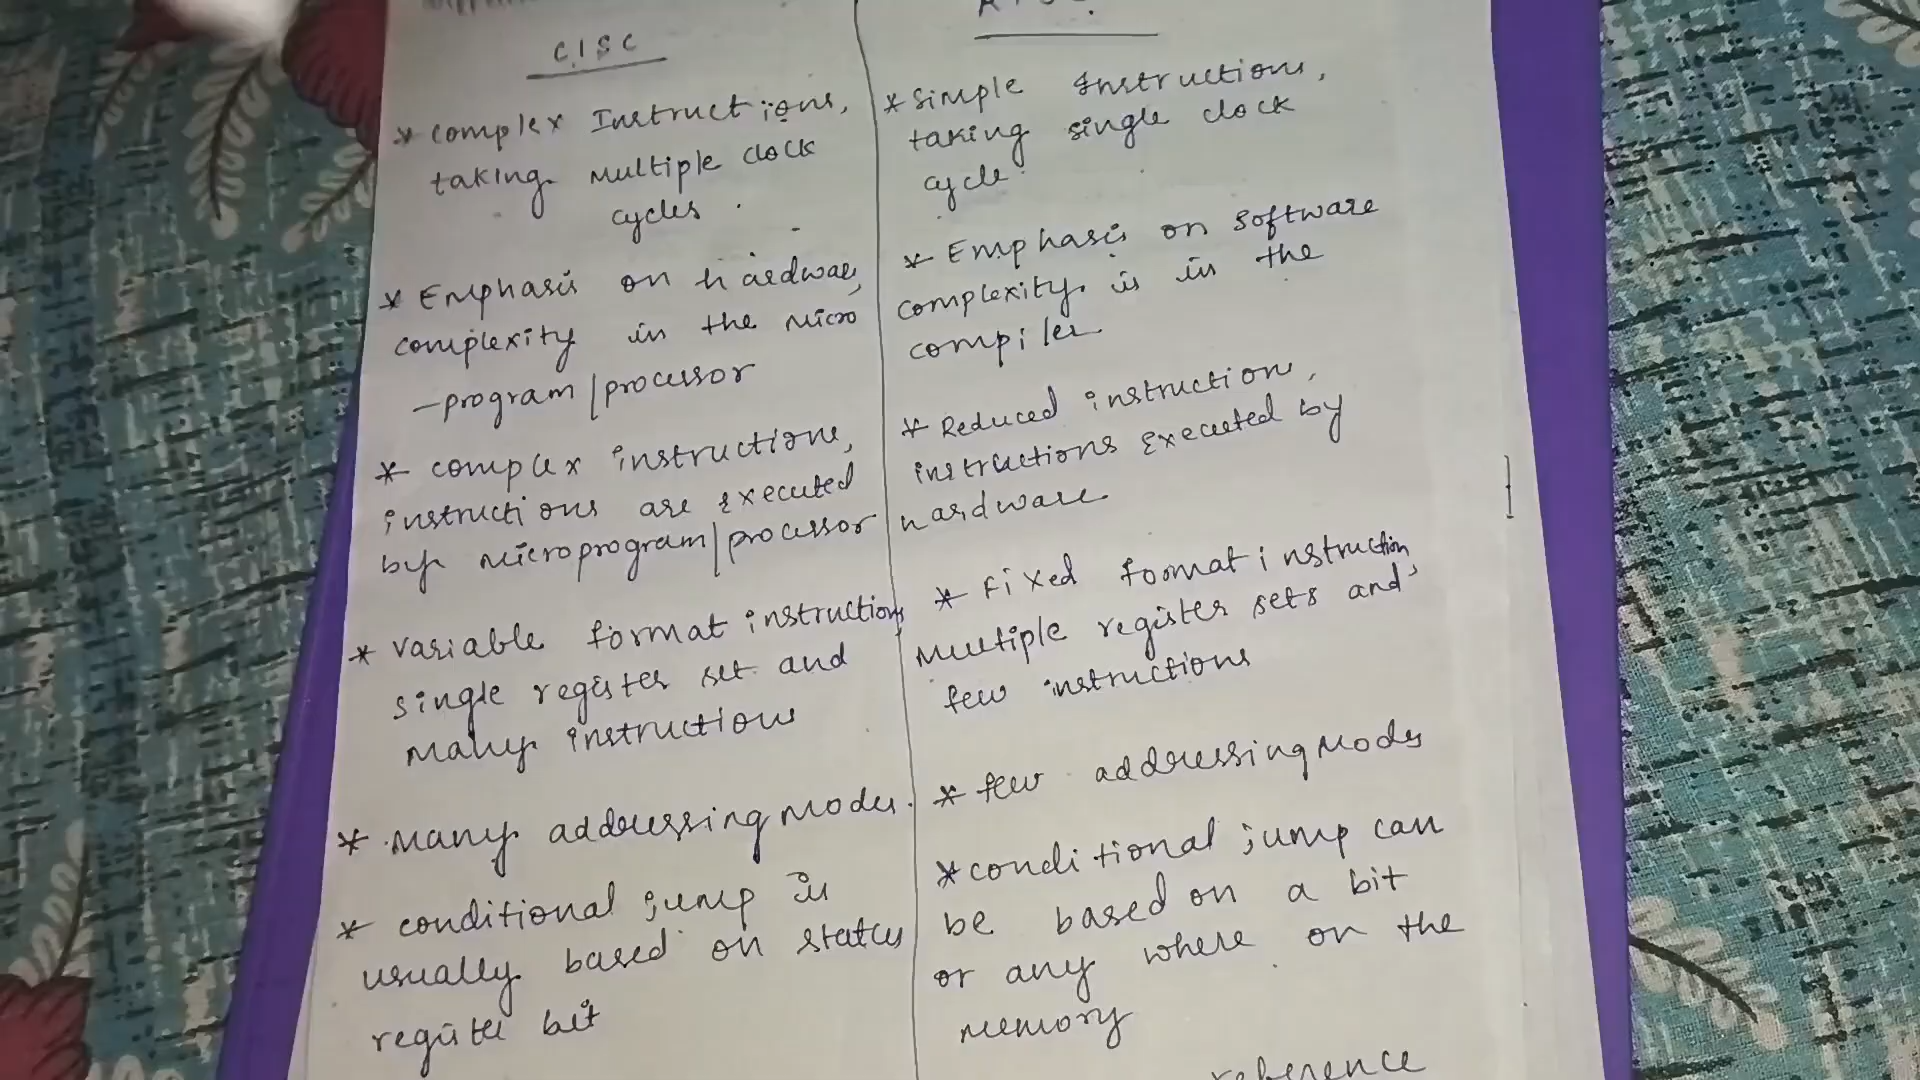 CISC
* complex Instructions,
taking multiple clock
cycles.
* Emphasis on hardware,
complexity in the micro
-program/processor
* complex instructions,
instructions are executed
by microprogram/processor
* variable format instructions
single register set and
many instructions
* many addressing modes.
* conditional jump is
usually based on status
register bit
RISC
* simple Instructions,
taking single clock
cycle.
* Emphasis on software
complexity is in the
compiler
* Reduced instructions,
instructions executed by
hardware
* fixed format instruction
multiple register sets and
few instructions
* few addressing modes
* conditional jump can
be based on a bit
or any where on the
memory
reference